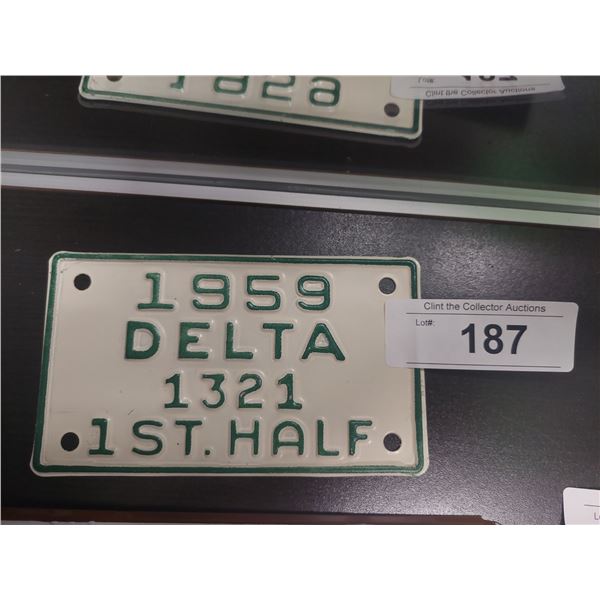 1959
DELTA
1321
1ST. HALF
Clint the Collector Auctions
Lot#:
187